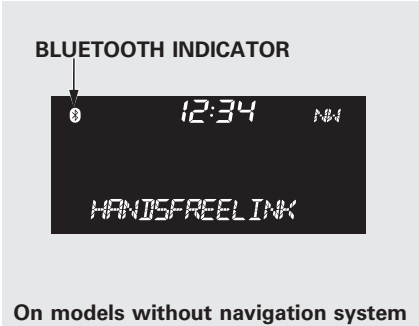 BLUETOOTH INDICATOR
12:34 NW
HANDSFREELINK
On models without navigation system